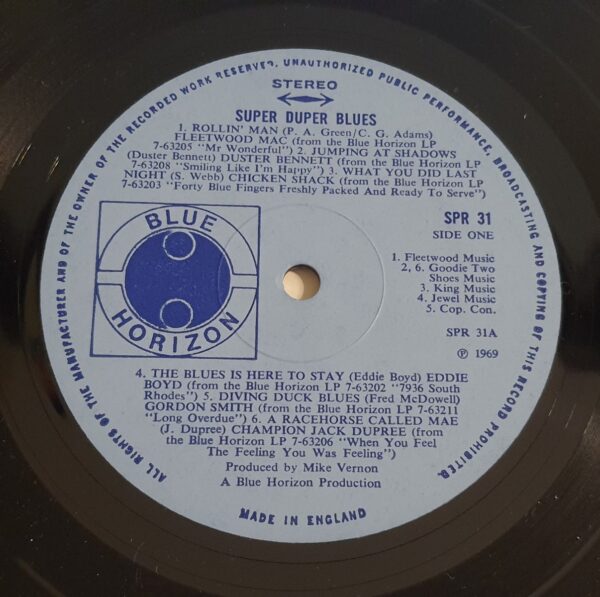 ALL RIGHTS OF THE MANUFACTURER AND OF THE OWNER OF THE RECORDED WORK RESERVED. UNAUTHORIZED PUBLIC PERFORMANCE, BROADCASTING AND COPYING OF THIS RECORD PROHIBITED.
STEREO
SUPER DUPER BLUES
1. ROLLIN' MAN (P. A. Green/C. G. Adams)
FLEETWOOD MAC (from the Blue Horizon LP
7-63205 "Mr Wonderful") 2. JUMPING AT SHADOWS
(Duster Bennett) DUSTER BENNETT (from the Blue Horizon LP
7-63208 "Smiling Like I'm Happy") 3. WHAT YOU DID LAST
NIGHT (S. Webb) CHICKEN SHACK (from the Blue Horizon LP
7-63203 "Forty Blue Fingers Freshly Packed And Ready To Serve")
BLUE
HORIZON
SPR 31
SIDE ONE
1. Fleetwood Music
2, 6. Goodie Two
Shoes Music
3. King Music
4. Jewel Music
5. Cop. Con.
SPR 31A
℗ 1969
4. THE BLUES IS HERE TO STAY (Eddie Boyd) EDDIE
BOYD (from the Blue Horizon LP 7-63202 "7936 South
Rhodes") 5. DIVING DUCK BLUES (Fred McDowell)
GORDON SMITH (from the Blue Horizon LP 7-63211
"Long Overdue") 6. A RACEHORSE CALLED MAE
(J. Dupree) CHAMPION JACK DUPREE (from
the Blue Horizon LP 7-63206 "When You Feel
The Feeling You Was Feeling")
Produced by Mike Vernon
A Blue Horizon Production
MADE IN ENGLAND